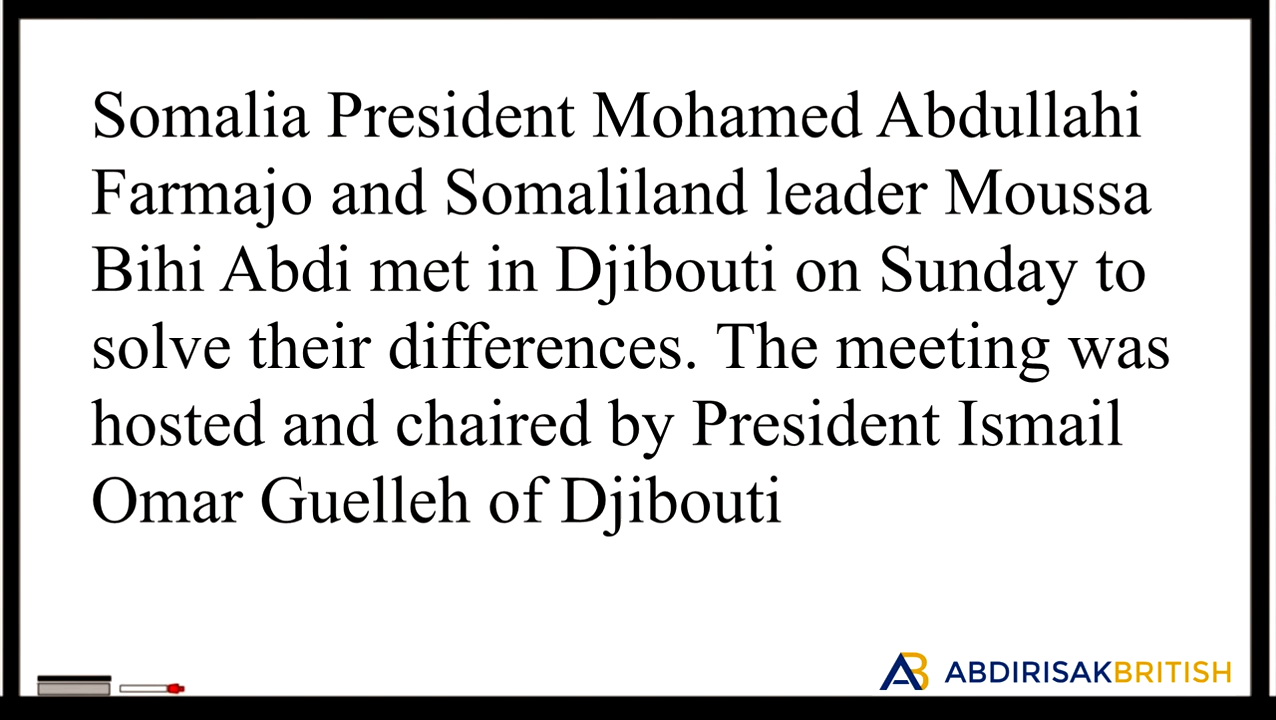 Somalia President Mohamed Abdullahi
Farmajo and Somaliland leader Moussa
Bihi Abdi met in Djibouti on Sunday to
solve their differences. The meeting was
hosted and chaired by President Ismail
Omar Guelleh of Djibouti
AB ABDIRISAKBRITISH